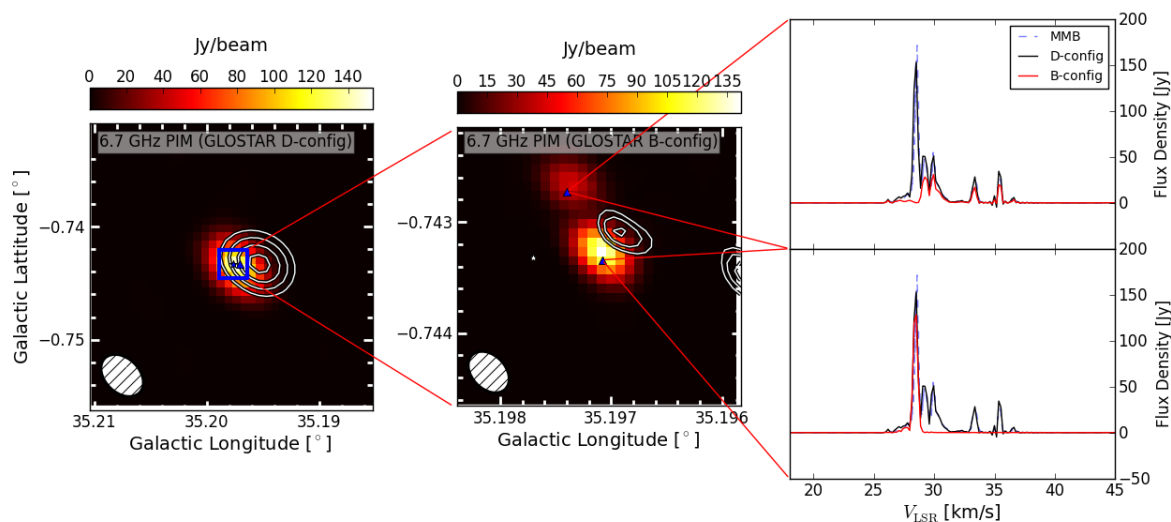 Jy/beam
0 20 40 60 80 100 120 140
6.7 GHz PIM (GLOSTAR D-config)
Galactic Lattitude [°]
−0.74
−0.75
35.21 35.20 35.19
Galactic Longitude [°]
Jy/beam
0 15 30 45 60 75 90 105 120 135
6.7 GHz PIM (GLOSTAR B-config)
−0.743
−0.744
35.198 35.197 35.196
Galactic Longitude [°]
MMB
D-config
B-config
200
150
100
50
0
Flux Density [Jy]
200
150
100
50
0
−50
Flux Density [Jy]
20 25 30 35 40 45
V_LSR [km/s]